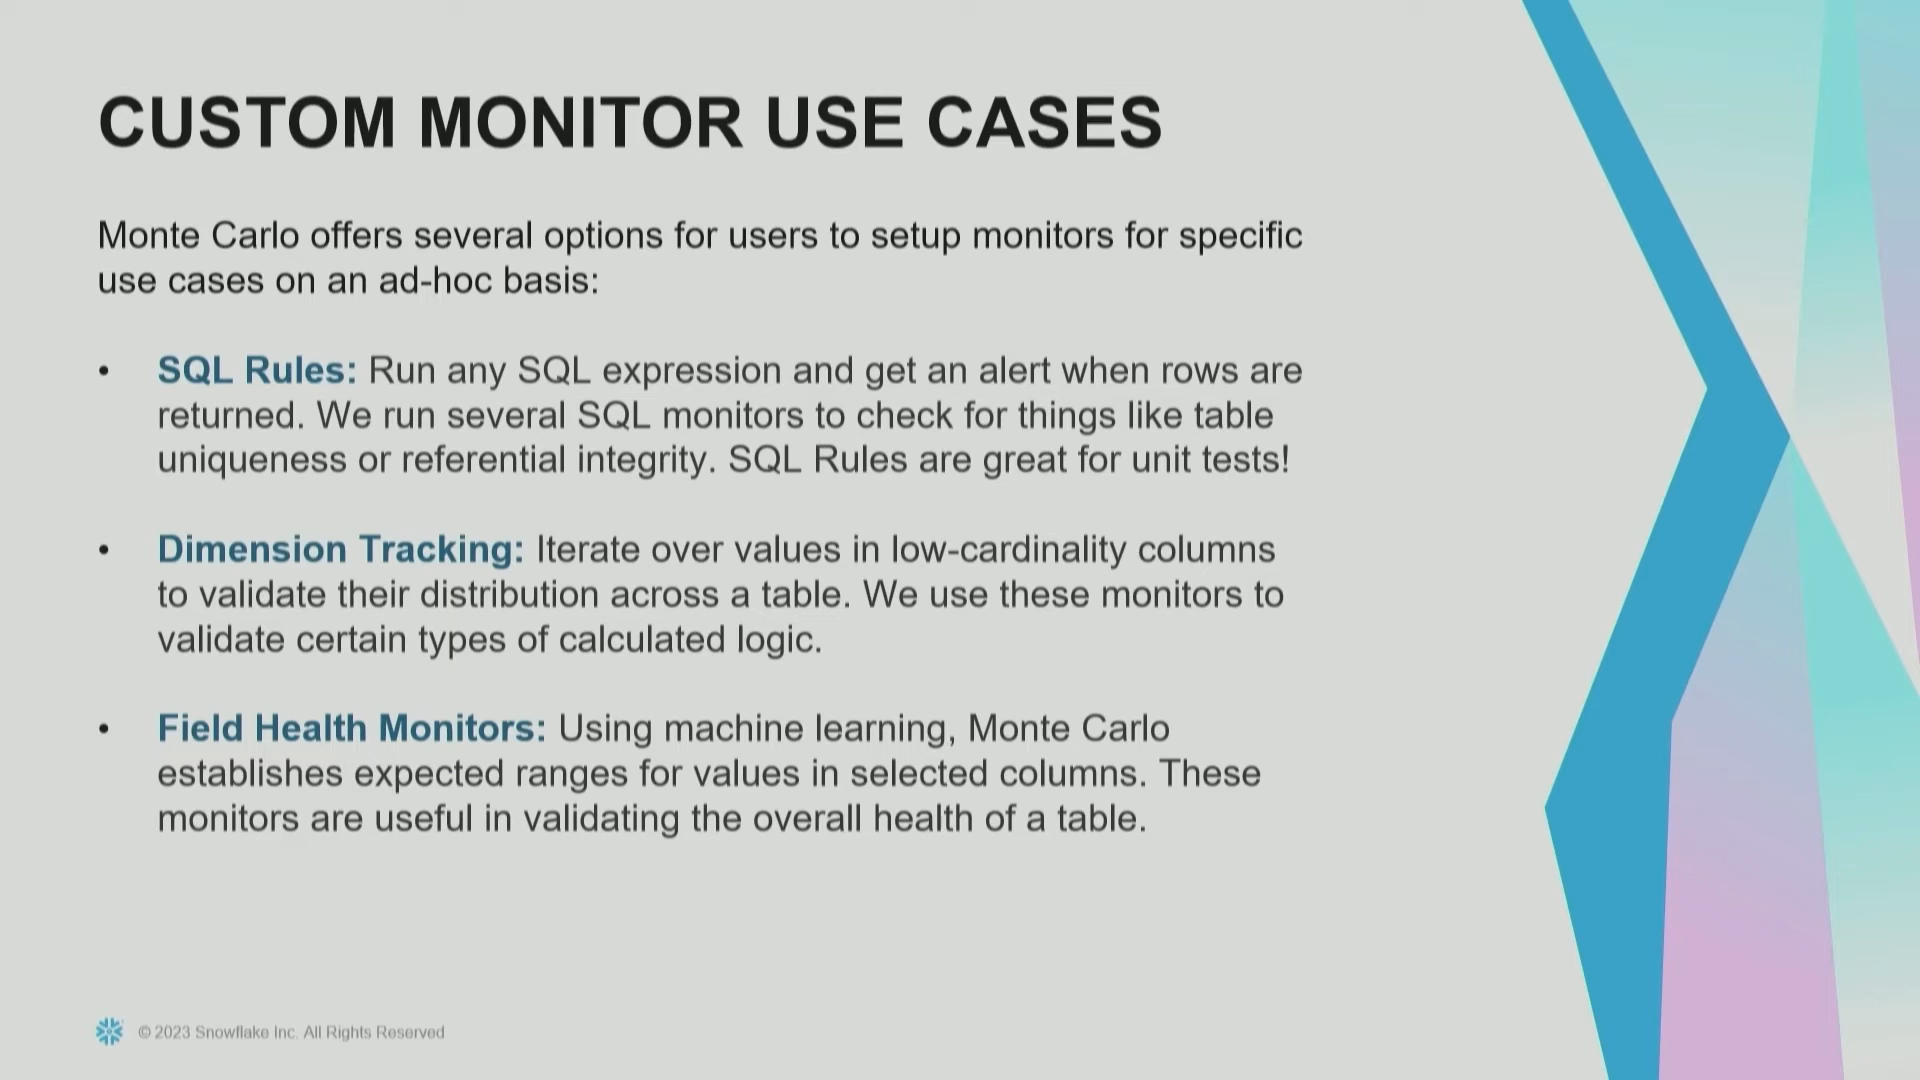 CUSTOM MONITOR USE CASES
Monte Carlo offers several options for users to setup monitors for specific
use cases on an ad-hoc basis:
• SQL Rules: Run any SQL expression and get an alert when rows are
returned. We run several SQL monitors to check for things like table
uniqueness or referential integrity. SQL Rules are great for unit tests!
• Dimension Tracking: Iterate over values in low-cardinality columns
to validate their distribution across a table. We use these monitors to
validate certain types of calculated logic.
• Field Health Monitors: Using machine learning, Monte Carlo
establishes expected ranges for values in selected columns. These
monitors are useful in validating the overall health of a table.
© 2023 Snowflake Inc. All Rights Reserved